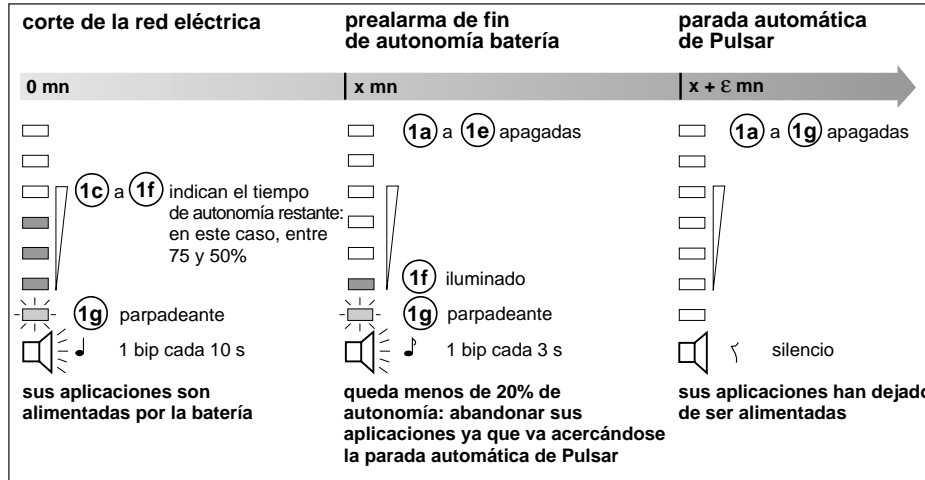 corte de la red eléctrica
prealarma de fin
de autonomía batería
parada automática
de Pulsar
0 mn
x mn
x + ε mn
1a a 1e apagadas
1a a 1g apagadas
1c a 1f indican el tiempo
de autonomía restante:
en este caso, entre
75 y 50%
1f iluminado
1g parpadeante
1g parpadeante
1 bip cada 10 s
1 bip cada 3 s
silencio
sus aplicaciones son
alimentadas por la batería
queda menos de 20% de
autonomía: abandonar sus
aplicaciones ya que va acercándose
la parada automática de Pulsar
sus aplicaciones han dejado
de ser alimentadas